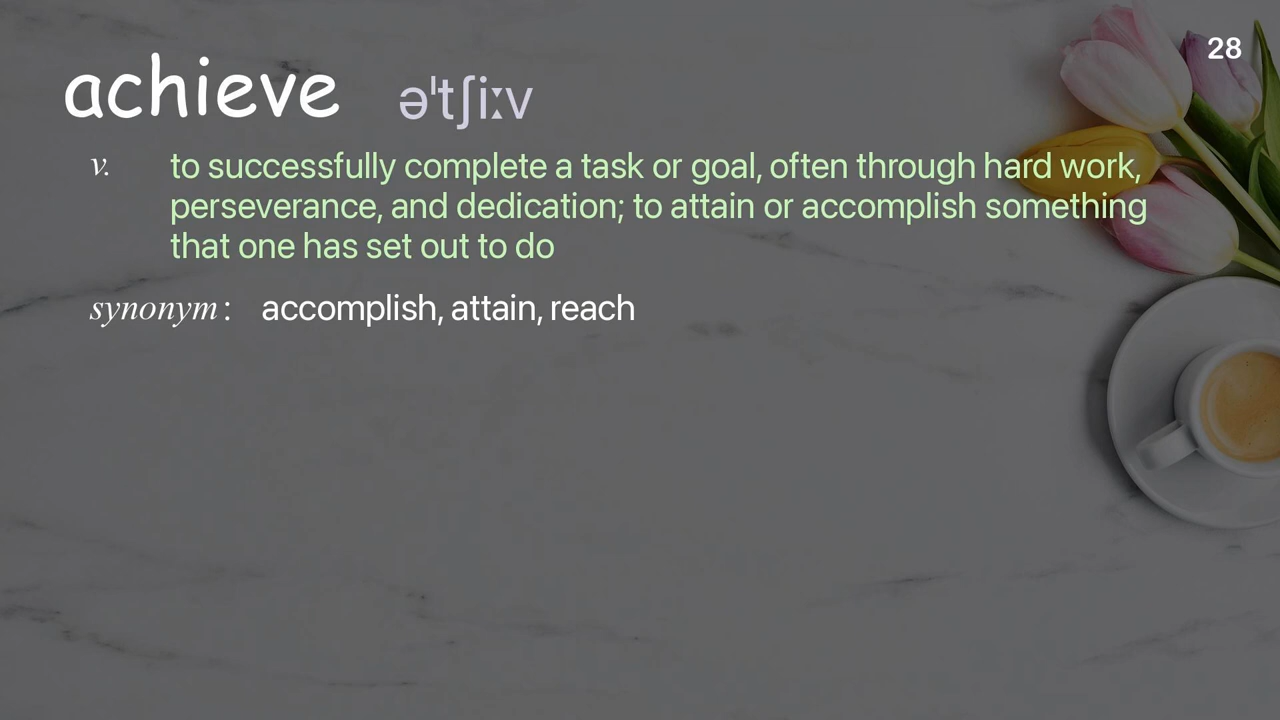 28
achieve əˈtʃiːv
v. to successfully complete a task or goal, often through hard work,
perseverance, and dedication; to attain or accomplish something
that one has set out to do
synonym: accomplish, attain, reach